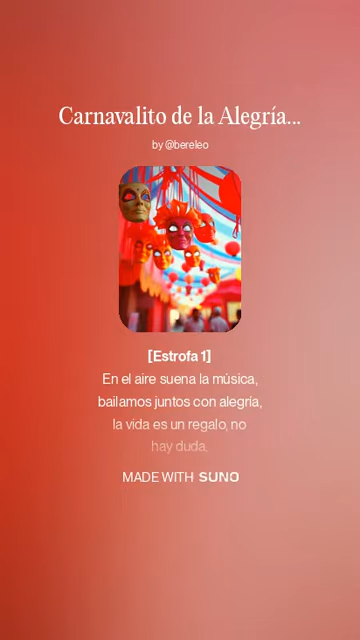 Carnavalito de la Alegría...
by @bereleo
[Estrofa 1]
En el aire suena la música,
bailamos juntos con alegría,
la vida es un regalo, no
hay duda,
MADE WITH SUNO